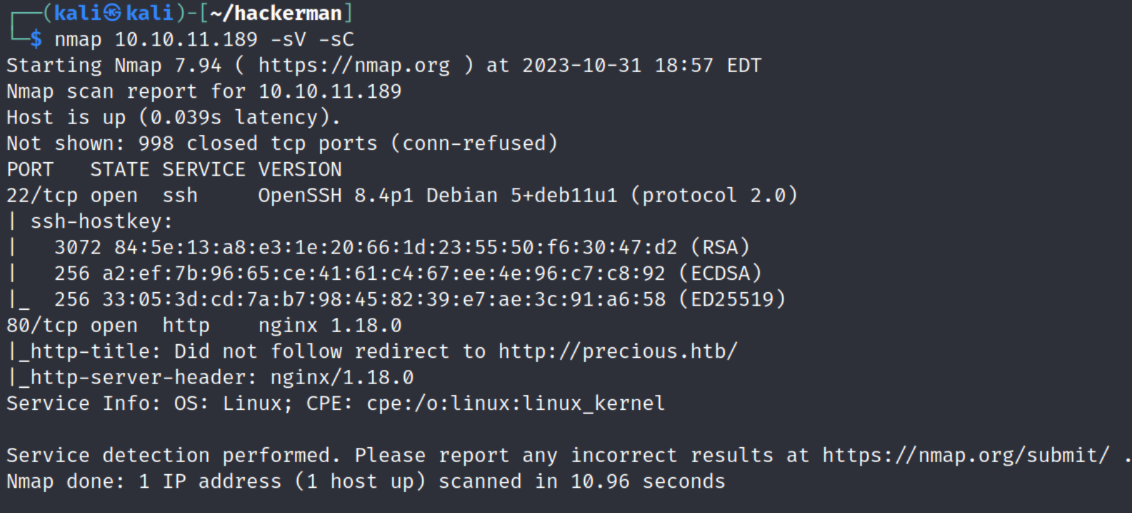 ┌──(kali㉿kali)-[~/hackerman]
└─$ nmap 10.10.11.189 -sV -sC
Starting Nmap 7.94 ( https://nmap.org ) at 2023-10-31 18:57 EDT
Nmap scan report for 10.10.11.189
Host is up (0.039s latency).
Not shown: 998 closed tcp ports (conn-refused)
PORT   STATE SERVICE VERSION
22/tcp open  ssh     OpenSSH 8.4p1 Debian 5+deb11u1 (protocol 2.0)
| ssh-hostkey:
|   3072 84:5e:13:a8:e3:1e:20:66:1d:23:55:50:f6:30:47:d2 (RSA)
|   256 a2:ef:7b:96:65:ce:41:61:c4:67:ee:4e:96:c7:c8:92 (ECDSA)
|_  256 33:05:3d:cd:7a:b7:98:45:82:39:e7:ae:3c:91:a6:58 (ED25519)
80/tcp open  http    nginx 1.18.0
|_http-title: Did not follow redirect to http://precious.htb/
|_http-server-header: nginx/1.18.0
Service Info: OS: Linux; CPE: cpe:/o:linux:linux_kernel

Service detection performed. Please report any incorrect results at https://nmap.org/submit/ .
Nmap done: 1 IP address (1 host up) scanned in 10.96 seconds